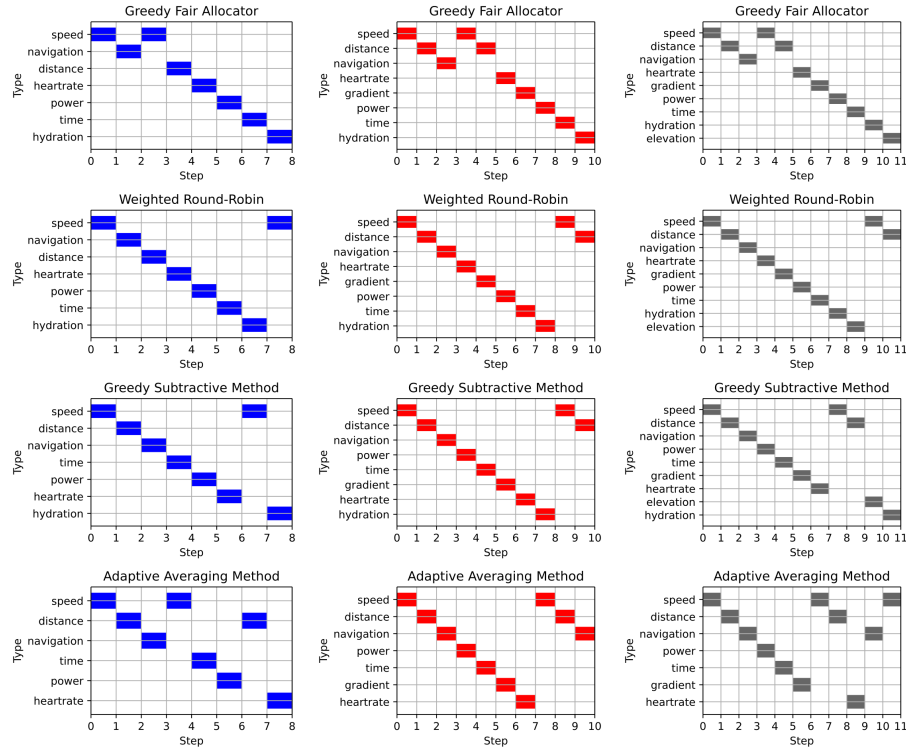 Greedy Fair Allocator
speed
navigation
distance
heartrate
power
time
hydration
Type
0 1 2 3 4 5 6 7 8
Step
Greedy Fair Allocator
speed
distance
navigation
heartrate
gradient
power
time
hydration
Type
0 1 2 3 4 5 6 7 8 9 10
Step
Greedy Fair Allocator
speed
distance
navigation
heartrate
gradient
power
time
hydration
elevation
Type
0 1 2 3 4 5 6 7 8 9 10 11
Step
Weighted Round-Robin
speed
navigation
distance
heartrate
power
time
hydration
Type
0 1 2 3 4 5 6 7 8
Step
Weighted Round-Robin
speed
distance
navigation
heartrate
gradient
power
time
hydration
Type
0 1 2 3 4 5 6 7 8 9 10
Step
Weighted Round-Robin
speed
distance
navigation
heartrate
gradient
power
time
hydration
elevation
Type
0 1 2 3 4 5 6 7 8 9 10 11
Step
Greedy Subtractive Method
speed
distance
navigation
time
power
heartrate
hydration
Type
0 1 2 3 4 5 6 7 8
Step
Greedy Subtractive Method
speed
distance
navigation
power
time
gradient
heartrate
hydration
Type
0 1 2 3 4 5 6 7 8 9 10
Step
Greedy Subtractive Method
speed
distance
navigation
power
time
gradient
heartrate
elevation
hydration
Type
0 1 2 3 4 5 6 7 8 9 10 11
Step
Adaptive Averaging Method
speed
distance
navigation
time
power
heartrate
Type
0 1 2 3 4 5 6 7 8
Step
Adaptive Averaging Method
speed
distance
navigation
power
time
gradient
heartrate
Type
0 1 2 3 4 5 6 7 8 9 10
Step
Adaptive Averaging Method
speed
distance
navigation
power
time
gradient
heartrate
Type
0 1 2 3 4 5 6 7 8 9 10 11
Step